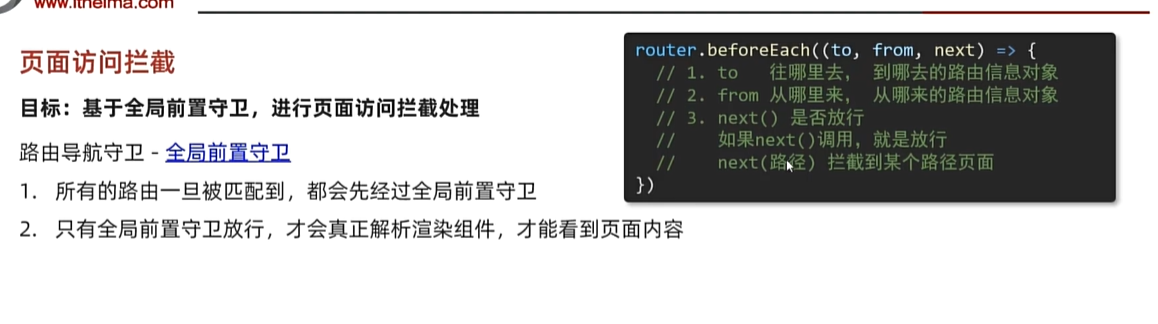 www.itheima.com
页面访问拦截
目标：基于全局前置守卫，进行页面访问拦截处理
路由导航守卫 - 全局前置守卫
1. 所有的路由一旦被匹配到，都会先经过全局前置守卫
2. 只有全局前置守卫放行，才会真正解析渲染组件，才能看到页面内容
router.beforeEach((to, from, next) => {
// 1. to 往哪里去， 到哪去的路由信息对象
// 2. from 从哪里来， 从哪来的路由信息对象
// 3. next() 是否放行
// 如果next()调用，就是放行
// next(路径) 拦截到某个路径页面
})